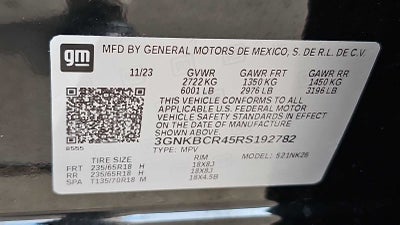 gm
MFD BY GENERAL MOTORS DE MEXICO, S. DE R.L. DE C.V.
11/23 GVWR GAWR FRT GAWR RR
2722 KG 1350 KG 1450 KG
6001 LB 2976 LB 3196 LB
THIS VEHICLE CONFORMS TO ALL APPLICABLE
U.S. FEDERAL MOTOR
VEHICLE SAFETY STANDARDS IN EFFECT ON
THE DATE OF MANUFACTURE
SHOWN ABOVE.
3GNKBCR45RS192782
TYPE: MPV MODEL: 521NK26
TIRE SIZE RIM
FRT 235/65R18 H 18X8J
RR 235/65R18 H 18X8J
SPA T135/70R18 M 18X4.5B